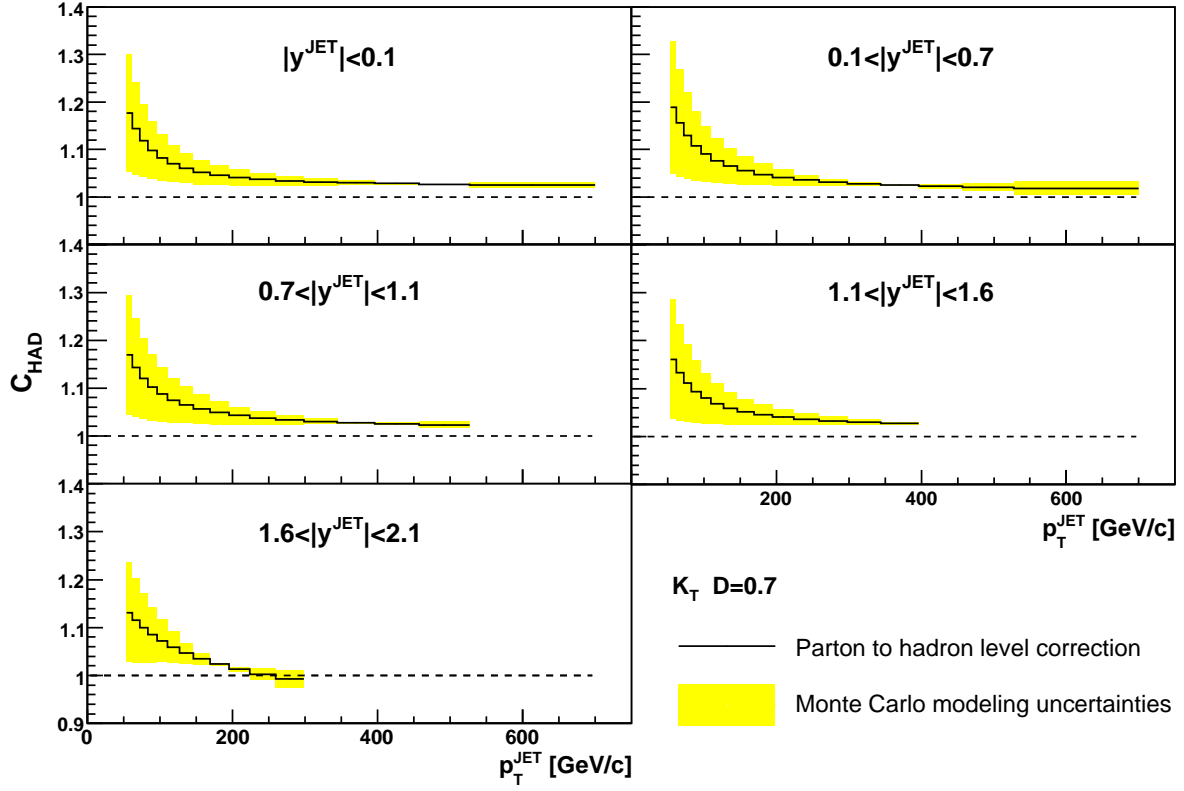 1.4
|y^JET|<0.1
0.1<|y^JET|<0.7
1.3
1.2
1.1
1
1.4
0.7<|y^JET|<1.1
1.1<|y^JET|<1.6
1.3
1.2
1.1
1
C_HAD
200 400 600
p_T^JET [GeV/c]
1.4
1.6<|y^JET|<2.1
1.3
1.2
1.1
1
0.9
0 200 400 600
p_T^JET [GeV/c]
K_T D=0.7
Parton to hadron level correction
Monte Carlo modeling uncertainties